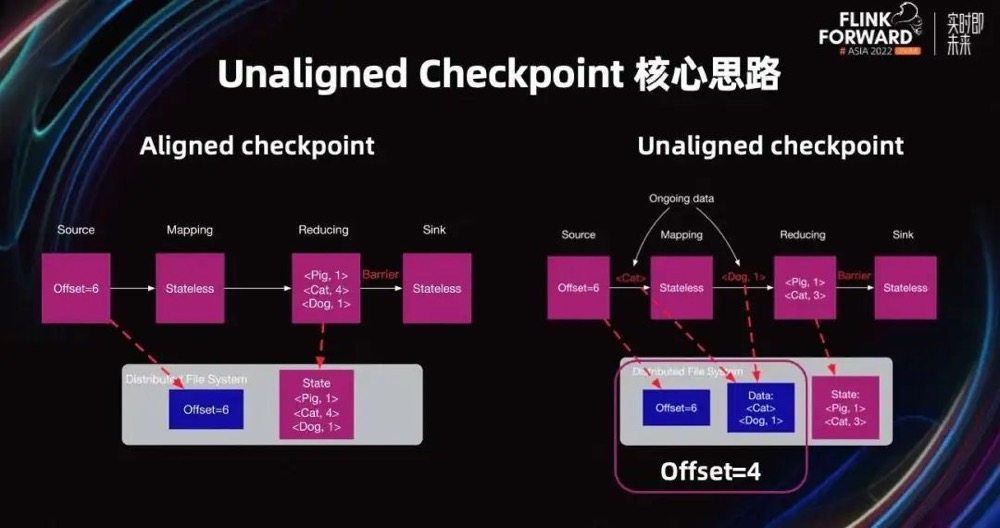 FLINK
FORWARD
# ASIA 2022
实时即
未来
Unaligned Checkpoint 核心思路
Aligned checkpoint
Source
Mapping
Reducing
Sink
Offset=6
Stateless
<Pig, 1>
<Cat, 4>
<Dog, 1>
Barrier
Stateless
Distributed File System
Offset=6
State
<Pig, 1>
<Cat, 4>
<Dog, 1>
Unaligned checkpoint
Ongoing data
Source
Mapping
Reducing
Sink
Offset=6
<Cat>
Stateless
<Dog, 1>
<Pig, 1>
<Cat, 3>
Barrier
Stateless
Distributed File System
Offset=6
Data:
<Cat>
<Dog, 1>
State:
<Pig, 1>
<Cat, 3>
Offset=4